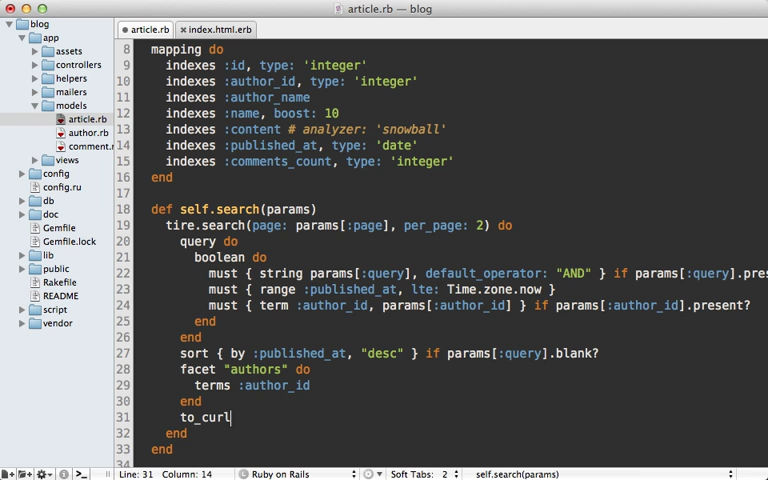 article.rb — blog
blog
app
assets
controllers
helpers
mailers
models
article.rb
author.rb
comment.r
views
config
config.ru
db
doc
Gemfile
Gemfile.lock
lib
public
Rakefile
README
script
vendor
article.rb
index.html.erb
8 mapping do
9 indexes :id, type: 'integer'
10 indexes :author_id, type: 'integer'
11 indexes :author_name
12 indexes :name, boost: 10
13 indexes :content # analyzer: 'snowball'
14 indexes :published_at, type: 'date'
15 indexes :comments_count, type: 'integer'
16 end
17
18 def self.search(params)
19 tire.search(page: params[:page], per_page: 2) do
20 query do
21 boolean do
22 must { string params[:query], default_operator: "AND" } if params[:query].pres
23 must { range :published_at, lte: Time.zone.now }
24 must { term :author_id, params[:author_id] } if params[:author_id].present?
25 end
26 end
27 sort { by :published_at, "desc" } if params[:query].blank?
28 facet "authors" do
29 terms :author_id
30 end
31 to_curl
32 end
33 end
34
Line: 31 Column: 14
Ruby on Rails
Soft Tabs: 2
self.search(params)